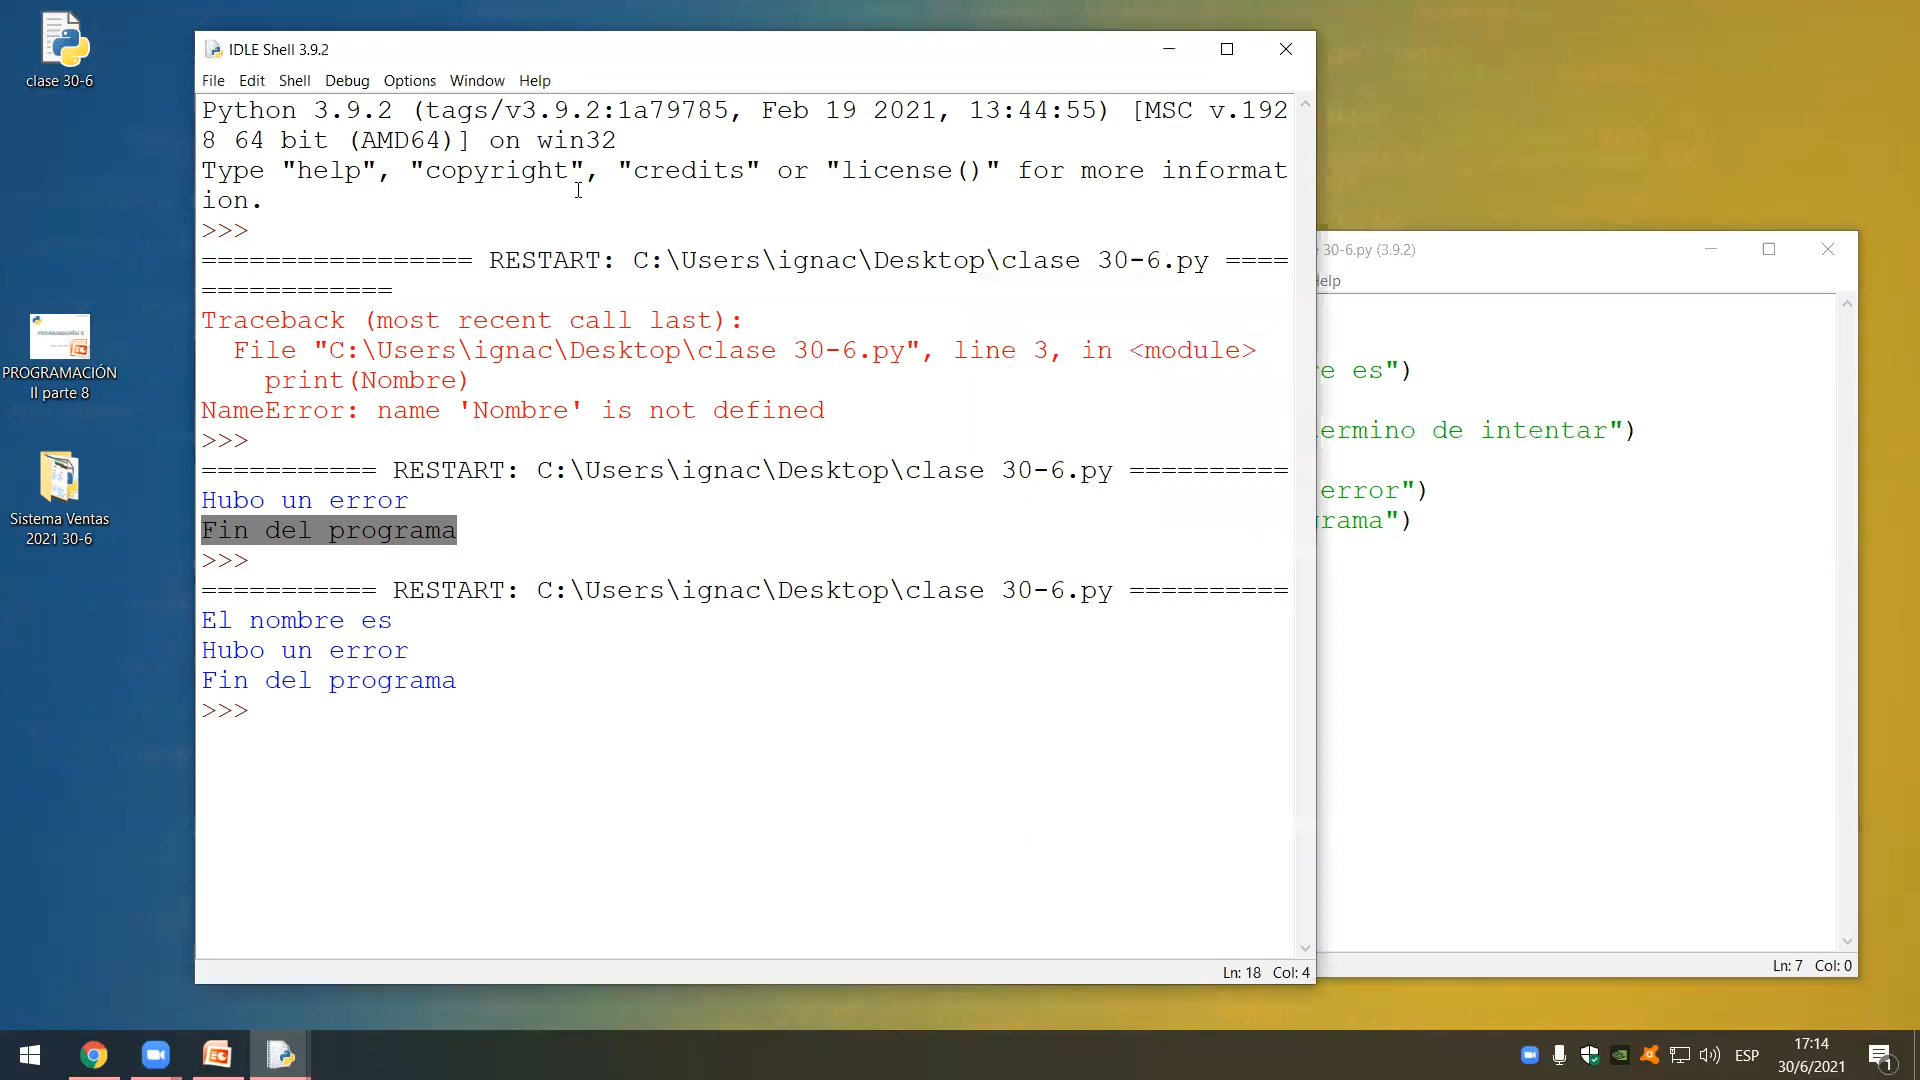 clase 30-6
PROGRAMACIÓN
II parte 8
Sistema Ventas
2021 30-6
IDLE Shell 3.9.2
File Edit Shell Debug Options Window Help
Python 3.9.2 (tags/v3.9.2:1a79785, Feb 19 2021, 13:44:55) [MSC v.192
8 64 bit (AMD64)] on win32
Type "help", "copyright", "credits" or "license()" for more informat
ion.
>>>
================= RESTART: C:\Users\ignac\Desktop\clase 30-6.py ====
============
Traceback (most recent call last):
  File "C:\Users\ignac\Desktop\clase 30-6.py", line 3, in <module>
    print(Nombre)
NameError: name 'Nombre' is not defined
>>>
=========== RESTART: C:\Users\ignac\Desktop\clase 30-6.py ==========
Hubo un error
Fin del programa
>>>
=========== RESTART: C:\Users\ignac\Desktop\clase 30-6.py ==========
El nombre es
Hubo un error
Fin del programa
>>>
Ln: 18 Col: 4
30-6.py (3.9.2)
Help
e es")
ermino de intentar")
error")
grama")
Ln: 7 Col: 0
ESP
17:14
30/6/2021
1